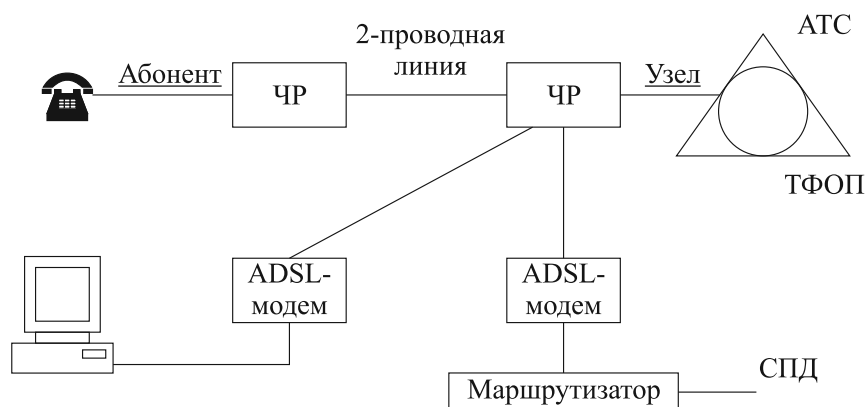 АТС
2-проводная
линия
Абонент
ЧР
ЧР
Узел
ТФОП
ADSL-
модем
ADSL-
модем
Маршрутизатор
СПД